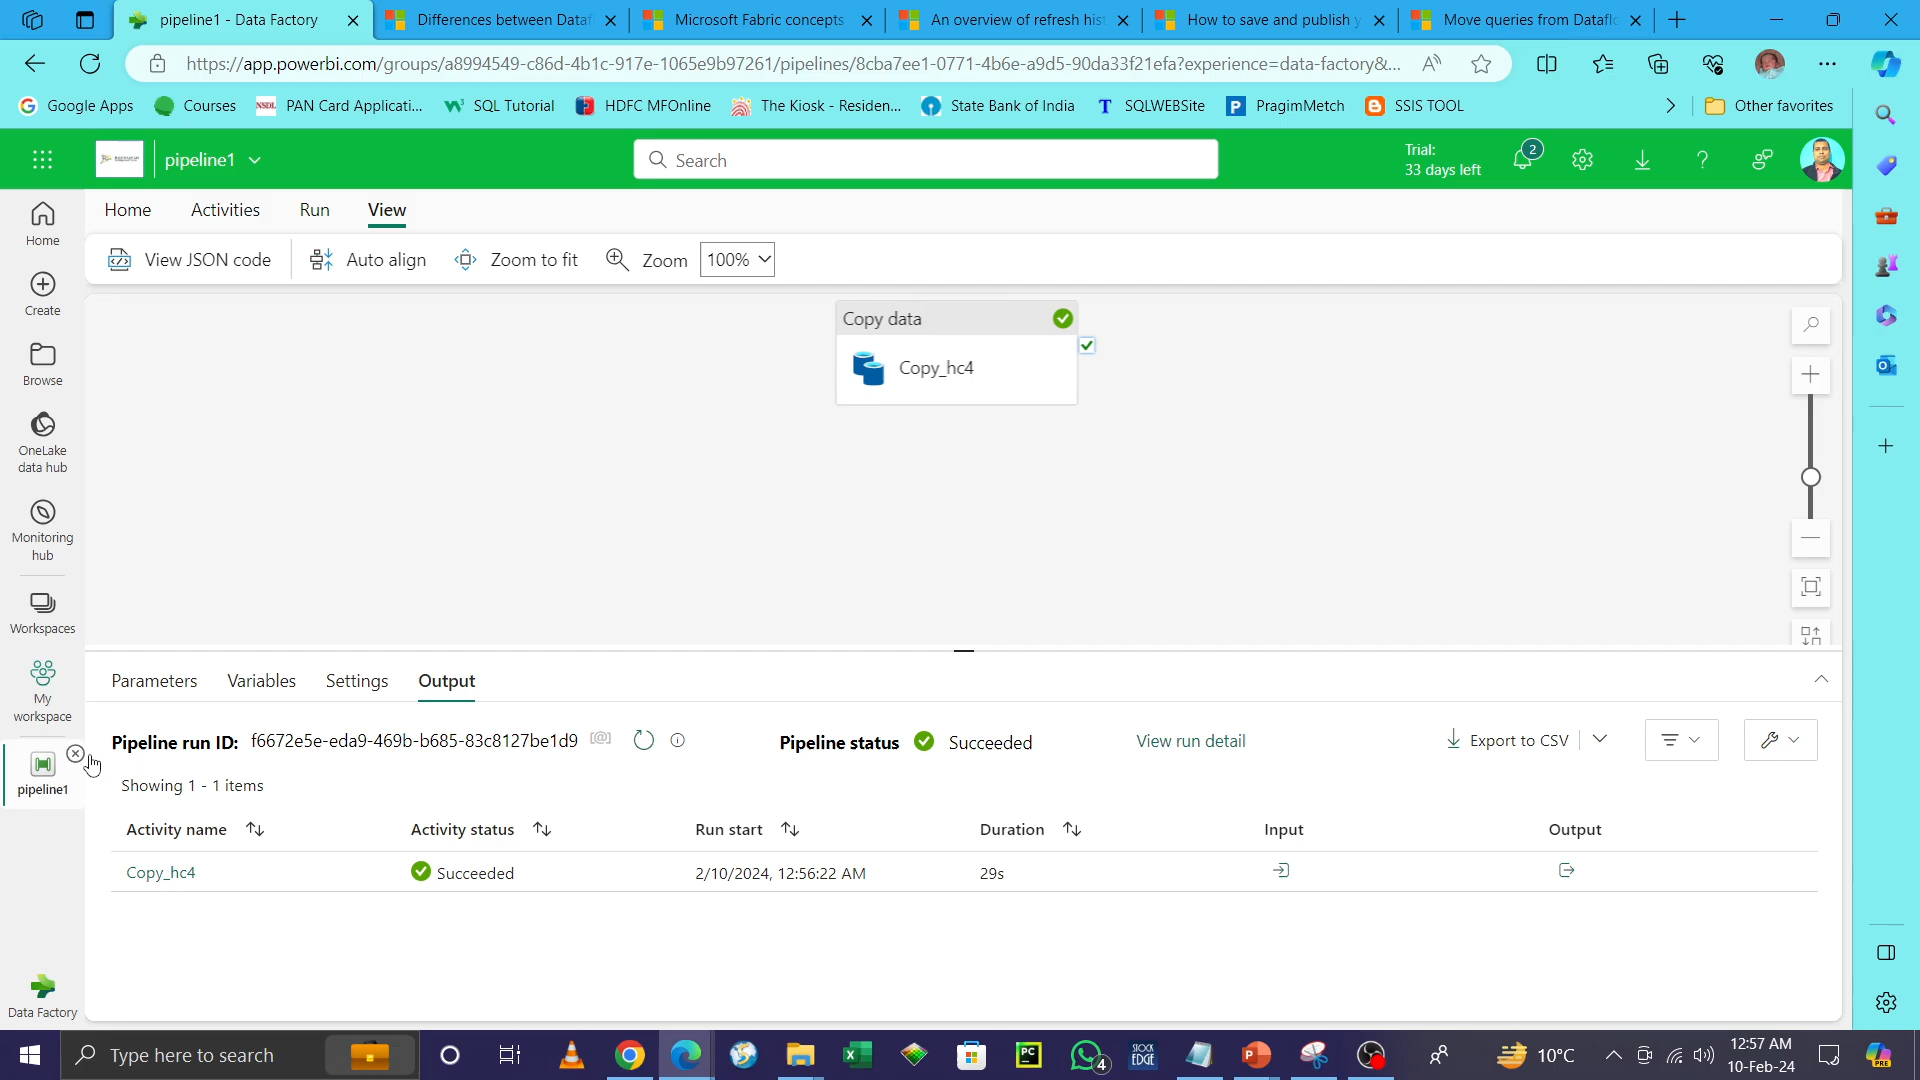 pipeline1 - Data Factory
Differences between Datafl
Microsoft Fabric concepts
An overview of refresh hist
How to save and publish y
Move queries from Dataflo
https://app.powerbi.com/groups/a8994549-c86d-4b1c-917e-1065e9b97261/pipelines/8cba7ee1-0771-4b6e-a9d5-90da33f21efa?experience=data-factory&...
Google Apps
Courses
NSDL PAN Card Applicati...
SQL Tutorial
HDFC MFOnline
The Kiosk - Residen...
State Bank of India
T SQLWEBSite
P PragimMetch
SSIS TOOL
Other favorites
pipeline1
Search
Trial:
33 days left
2
Home
Activities
Run
View
View JSON code
Auto align
Zoom to fit
Zoom
100%
Home
Create
Browse
OneLake
data hub
Monitoring
hub
Workspaces
My
workspace
pipeline1
Data Factory
Copy data
Copy_hc4
Parameters
Variables
Settings
Output
Pipeline run ID: f6672e5e-eda9-469b-b685-83c8127be1d9
Pipeline status
Succeeded
View run detail
Export to CSV
Showing 1 - 1 items
Activity name
Activity status
Run start
Duration
Input
Output
Copy_hc4
Succeeded
2/10/2024, 12:56:22 AM
29s
Type here to search
PC
4
STOCK
EDGE
10°C
12:57 AM
10-Feb-24
PRE